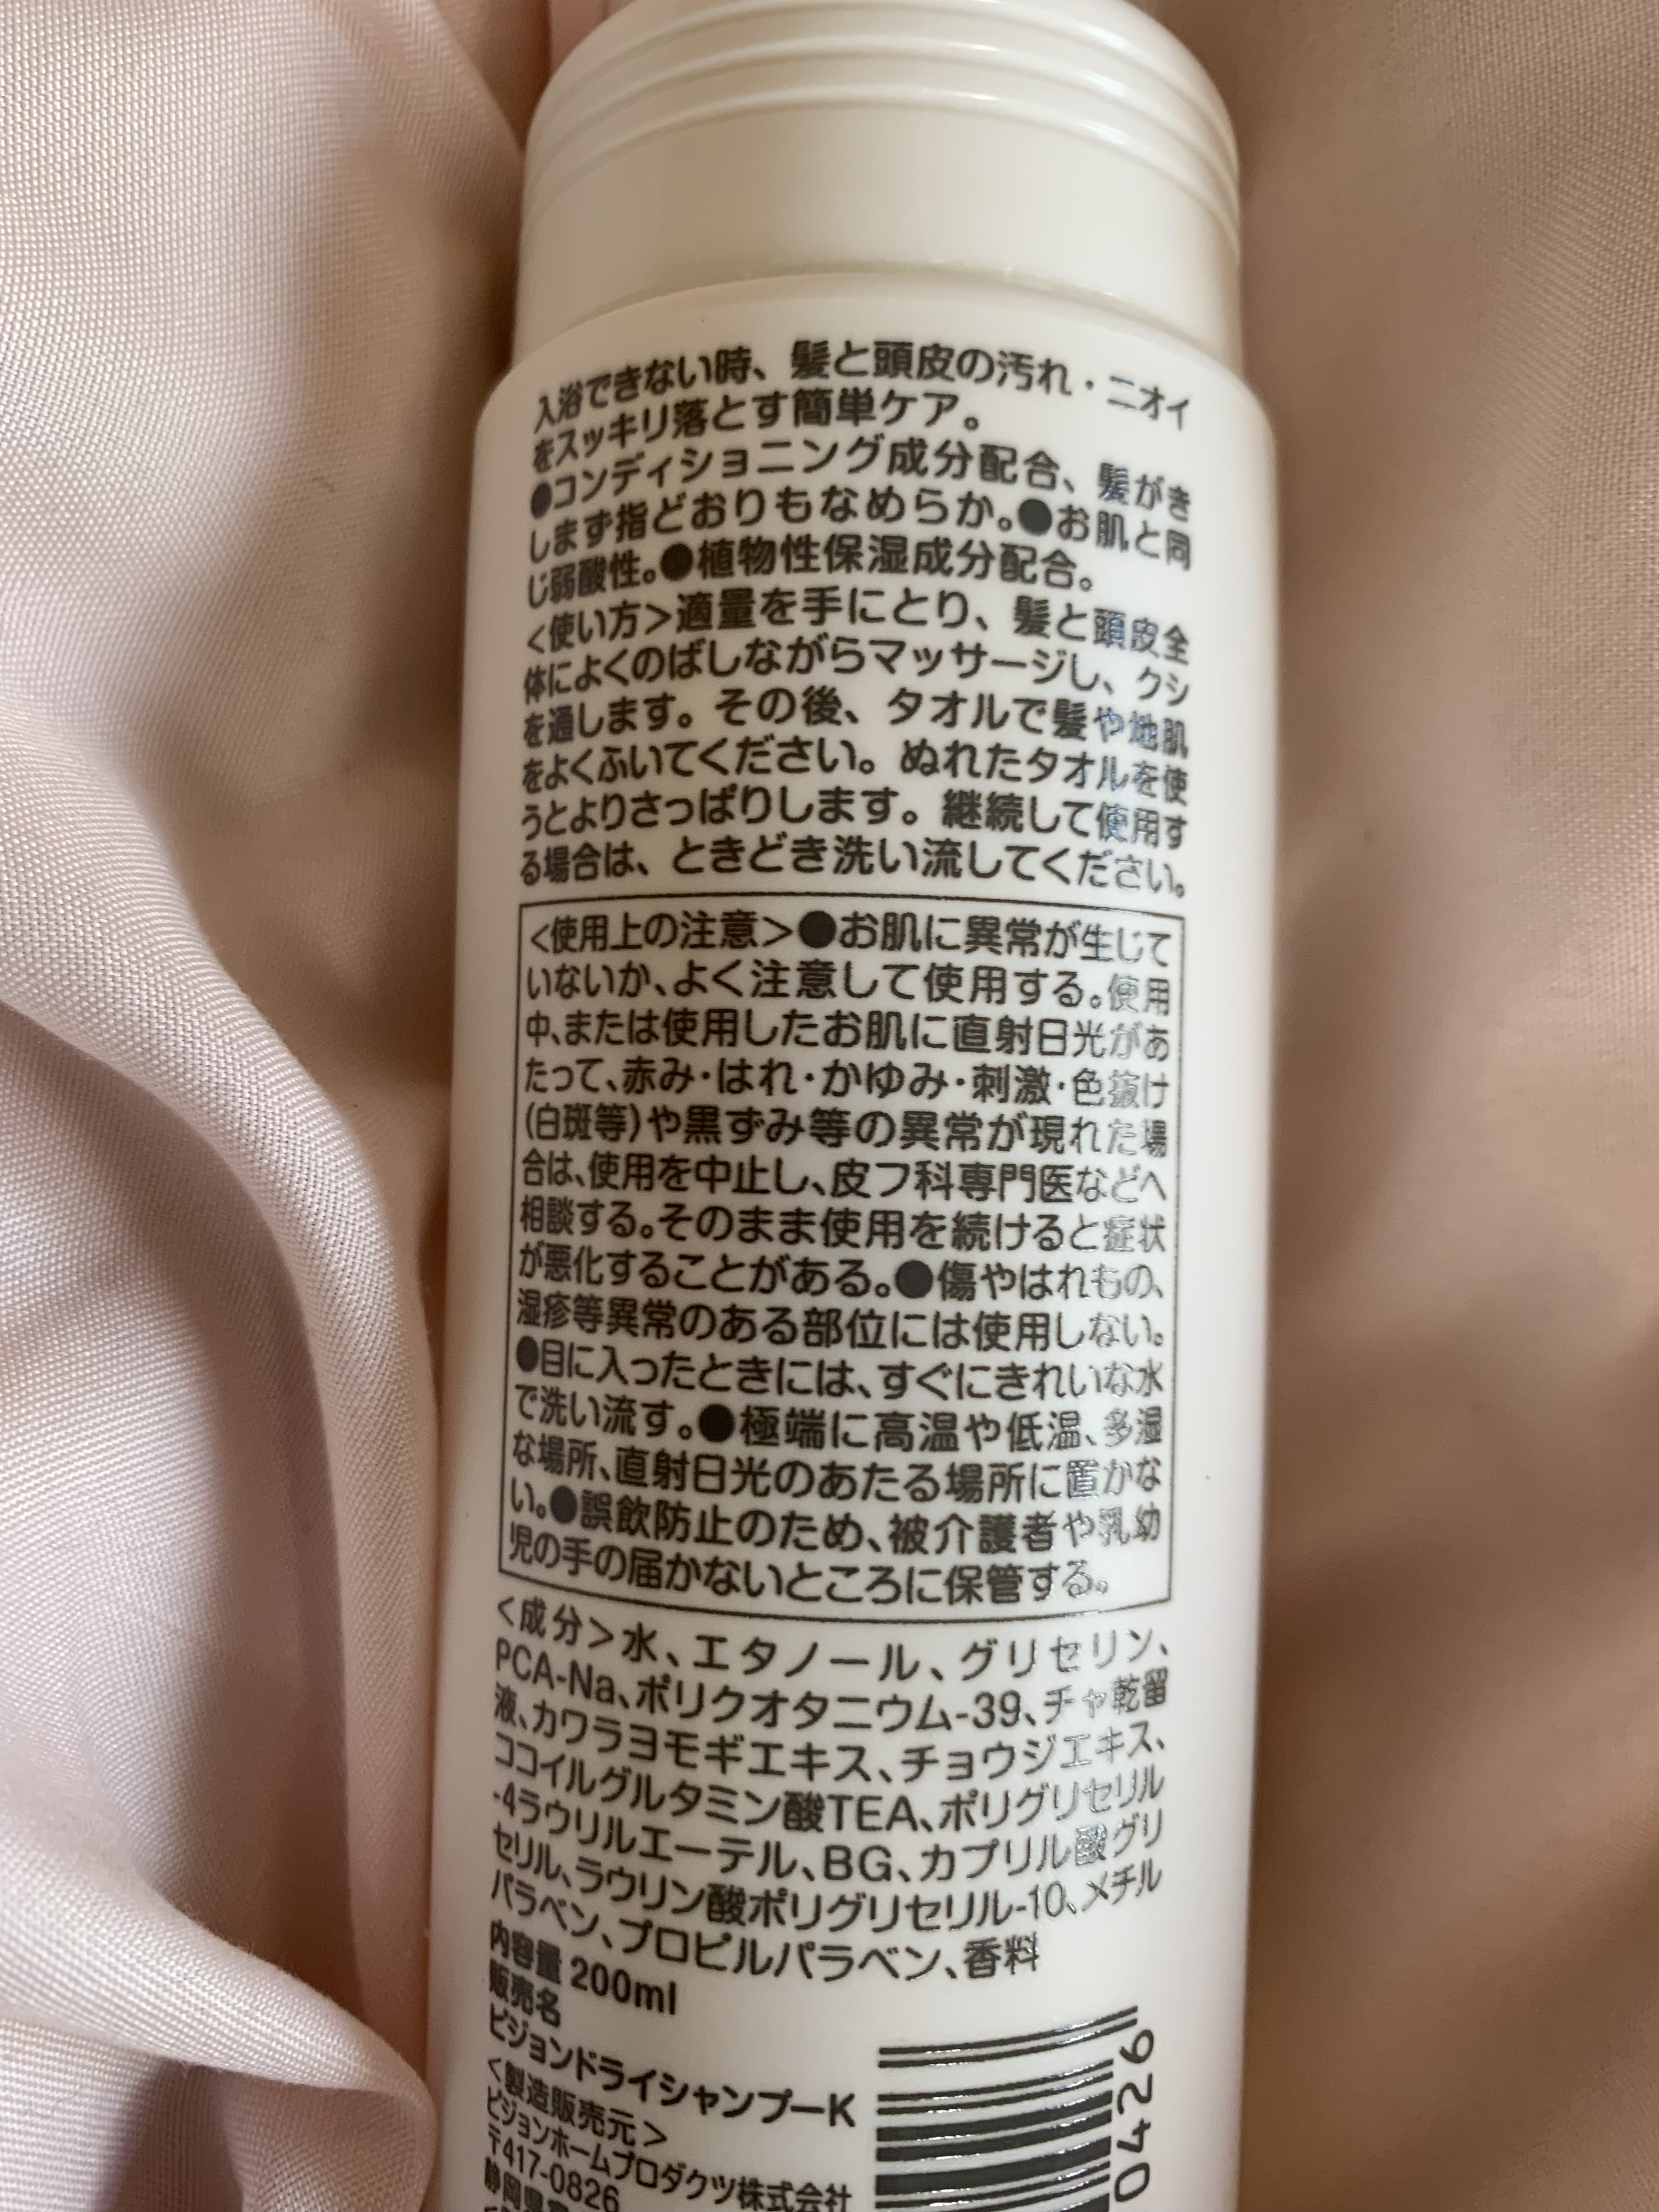 入浴できない時、髪と頭皮の汚れ・ニオイ
をスッキリ落とす簡単ケア。
●コンディショニング成分配合、髪がき
しまず指どおりもなめらか。●お肌と同
じ弱酸性。●植物性保湿成分配合。
<使い方>適量を手にとり、髪と頭皮全
体によくのばしながらマッサージし、クシ
を通します。その後、タオルで髪や地肌
をよくふいてください。ぬれたタオルを使
うとよりさっぱりします。継続して使用す
る場合は、ときどき洗い流してください。
<使用上の注意>●お肌に異常が生じて
いないか、よく注意して使用する。使用
中、または使用したお肌に直射日光があ
たって、赤み・はれ・かゆみ・刺激・色抜け
(白斑等)や黒ずみ等の異常が現れた場
合は、使用を中止し、皮フ科専門医などへ
相談する。そのまま使用を続けると症状
が悪化することがある。●傷やはれもの、
湿疹等異常のある部位には使用しない。
●目に入ったときには、すぐにきれいな水
で洗い流す。●極端に高温や低温、多湿
な場所、直射日光のあたる場所に置かな
い。●誤飲防止のため、被介護者や乳幼
児の手の届かないところに保管する。
<成分>水、エタノール、グリセリン、
PCA-Na、ポリクオタニウム-39、チャ乾留
液、カワラヨモギエキス、チョウジエキス、
ココイルグルタミン酸TEA、ポリグリセリル
-4ラウリルエーテル、BG、カプリル酸グリ
セリル、ラウリン酸ポリグリセリル-10、メチル
パラベン、プロピルパラベン、香料
内容量 200ml
販売名
ピジョンドライシャンプーK
<製造販売元>
ピジョンホームプロダクツ株式会社
〒417-0826
静岡県富
0426